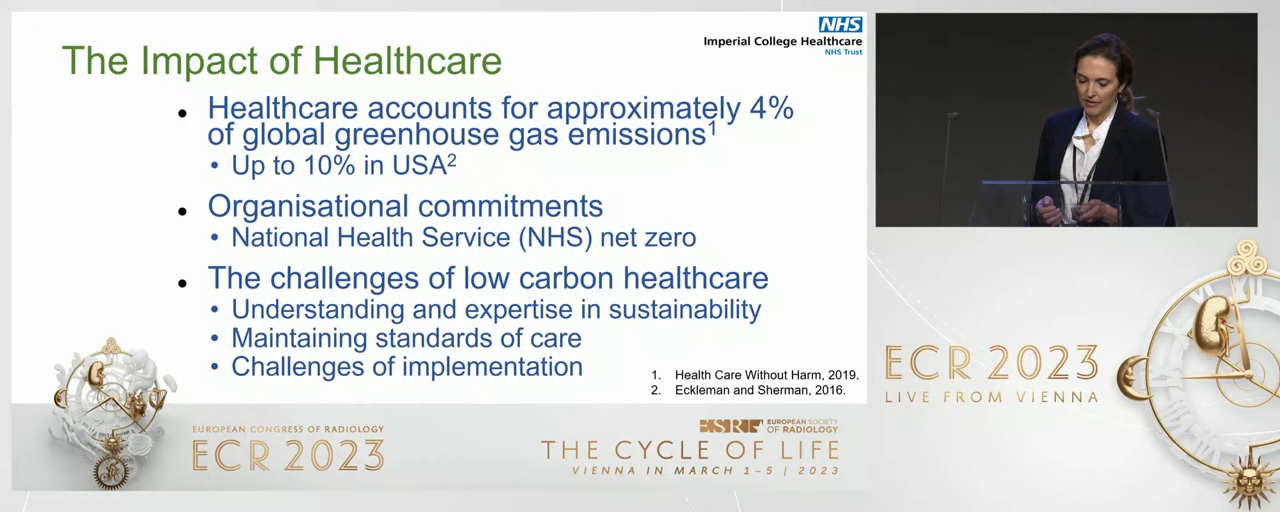 The Impact of Healthcare
NHS
Imperial College Healthcare
NHS Trust
• Healthcare accounts for approximately 4%
of global greenhouse gas emissions¹
• Up to 10% in USA²
• Organisational commitments
• National Health Service (NHS) net zero
• The challenges of low carbon healthcare
• Understanding and expertise in sustainability
• Maintaining standards of care
• Challenges of implementation
1. Health Care Without Harm, 2019.
2. Eckleman and Sherman, 2016.
EUROPEAN CONGRESS OF RADIOLOGY
ECR 2023
EUROPEAN SOCIETY
OF RADIOLOGY
THE CYCLE OF LIFE
VIENNA IN MARCH 1–5 | 2023
ECR 2023
LIVE FROM VIENNA